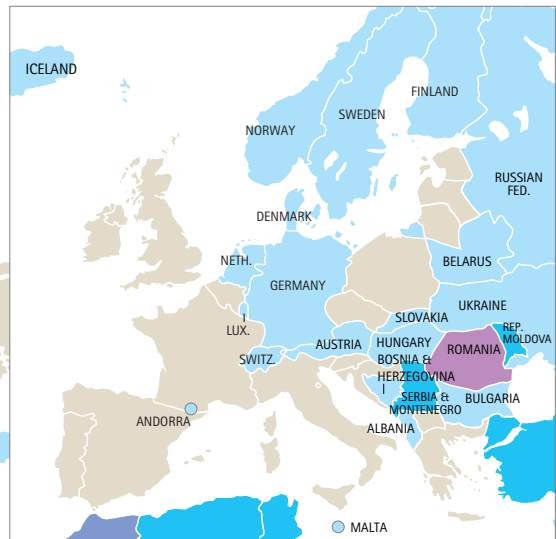 ICELAND
FINLAND
SWEDEN
NORWAY
RUSSIAN
FED.
DENMARK
NETH.
BELARUS
GERMANY
UKRAINE
SLOVAKIA
LUX.
REP.
MOLDOVA
AUSTRIA
HUNGARY
ROMANIA
SWITZ.
BOSNIA &
HERZEGOVINA
SERBIA &
MONTENEGRO
BULGARIA
ANDORRA
ALBANIA
MALTA